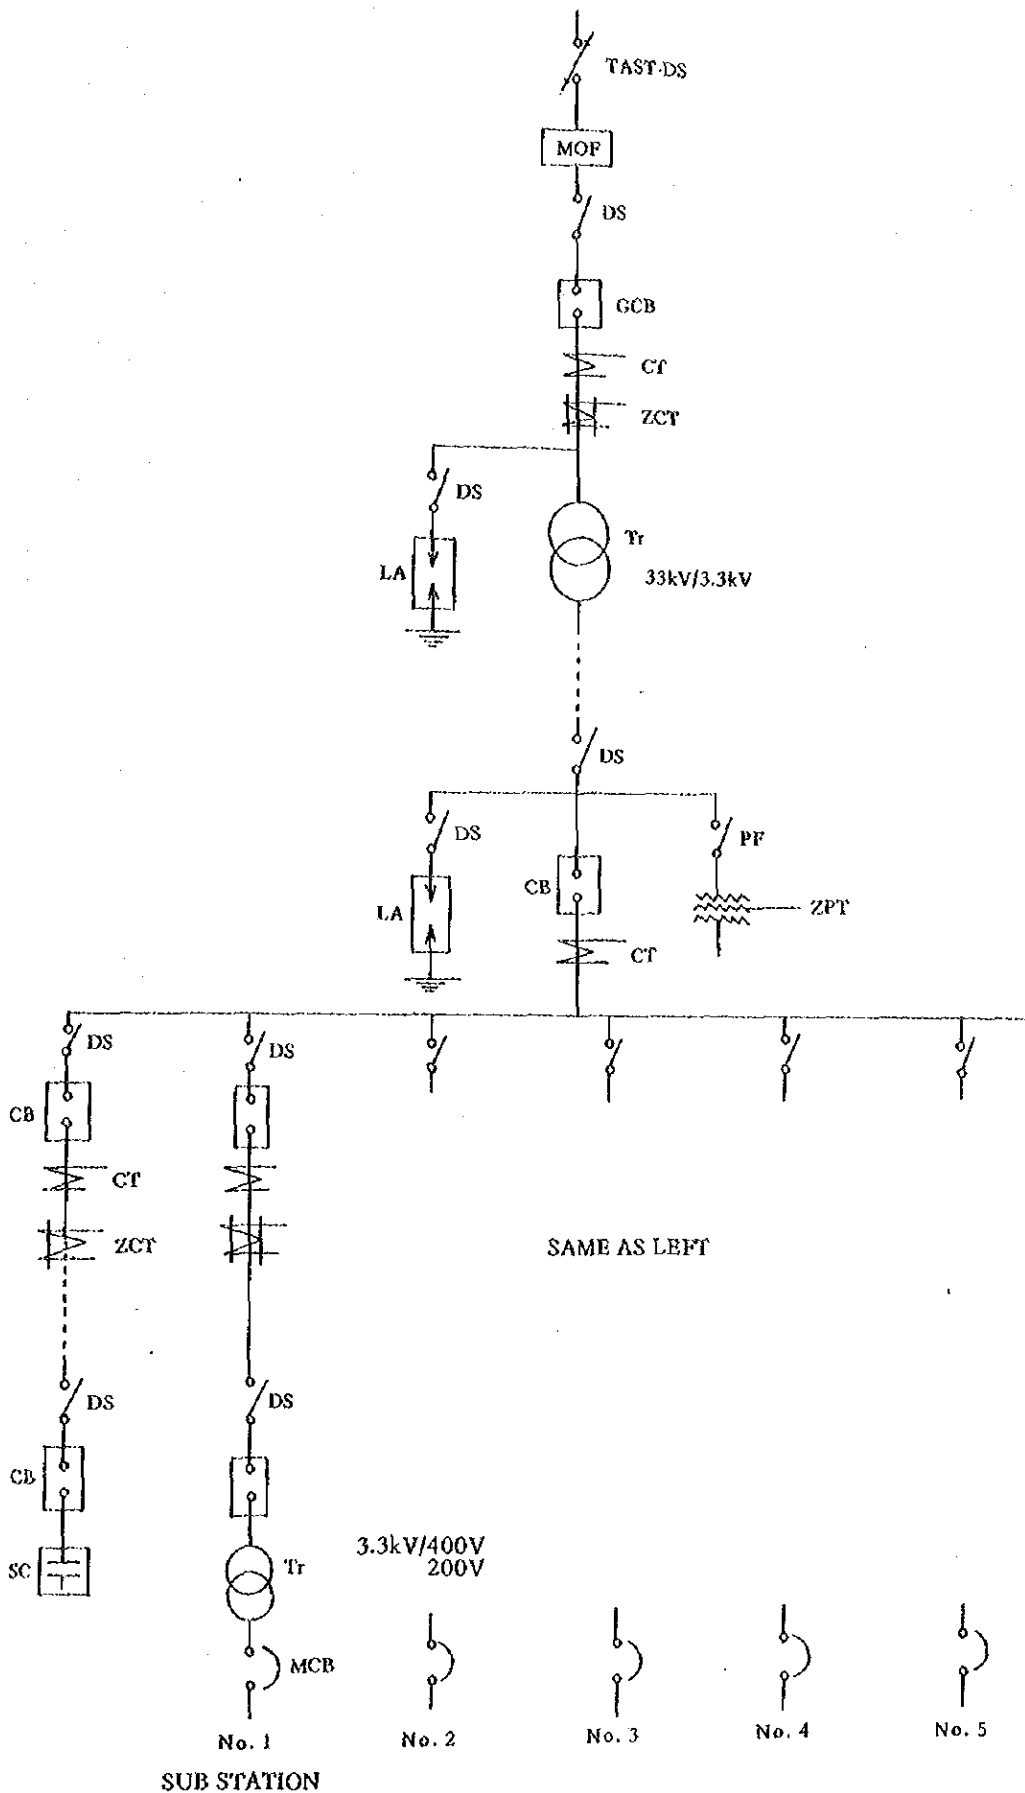 TAST-DS
MOF
DS
GCB
CT
ZCT
DS
Tr
LA
33kV/3.3kV
DS
DS
PF
CB
LA
ZPT
CT
DS
DS
CB
CT
ZCT
SAME AS LEFT
DS
DS
CB
3.3kV/400V
200V
SC
Tr
MCB
No. 1
No. 2
No. 3
No. 4
No. 5
SUB STATION